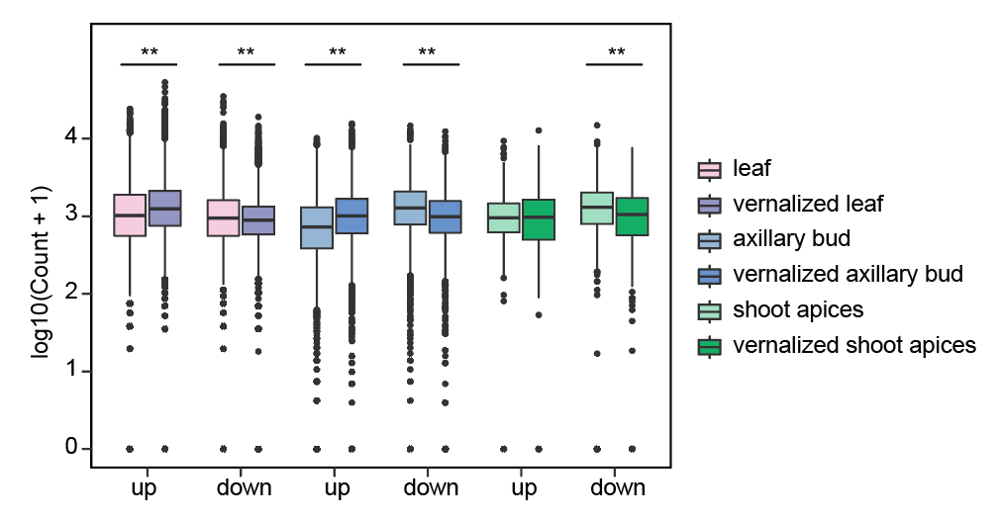 ** ** ** ** **
log10(Count + 1)
4
3
2
1
0
up down up down up down
leaf
vernalized leaf
axillary bud
vernalized axillary bud
shoot apices
vernalized shoot apices